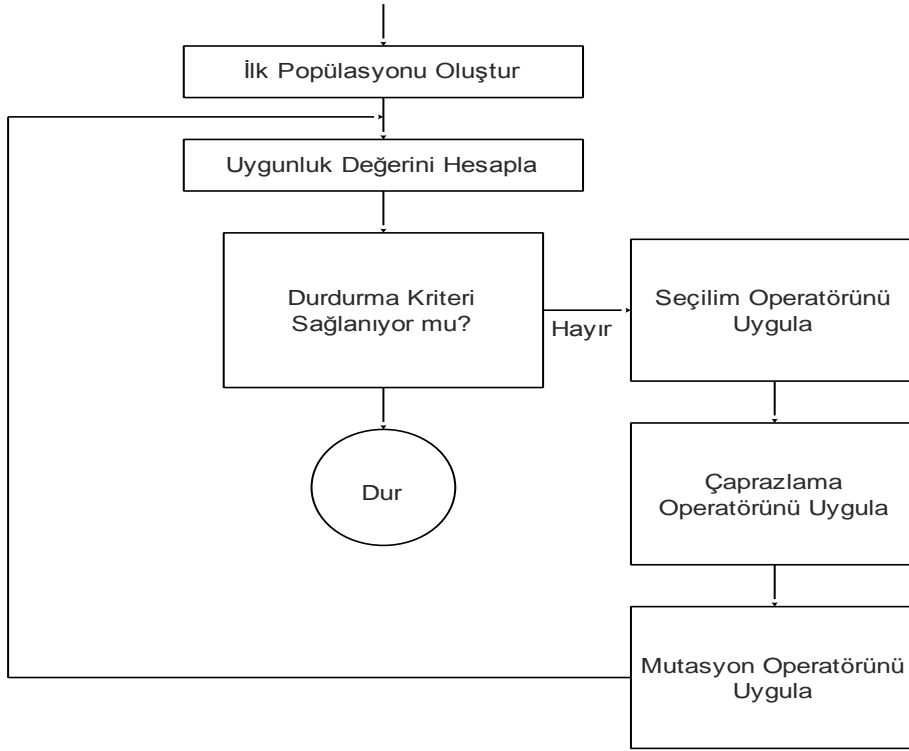 İlk Popülasyonu Oluştur
Uygunluk Değerini Hesapla
Durdurma Kriteri
Sağlanıyor mu?
Hayır
Seçilim Operatörünü
Uygula
Çaprazlama
Operatörünü Uygula
Dur
Mutasyon Operatörünü
Uygula